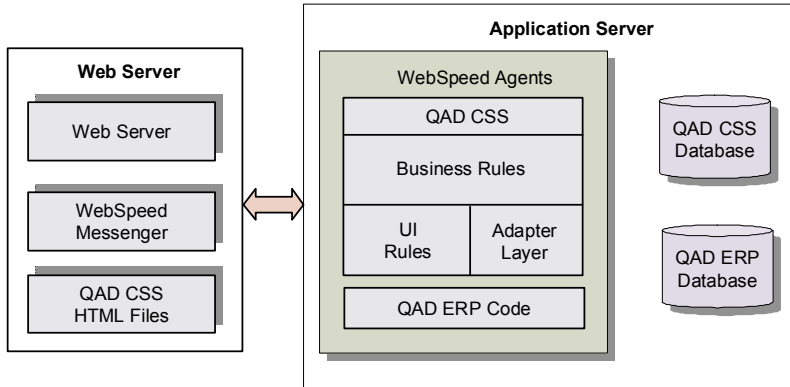 Application Server
Web Server
Web Server
WebSpeed
Messenger
QAD CSS
HTML Files
WebSpeed Agents
QAD CSS
Business Rules
UI
Rules
Adapter
Layer
QAD ERP Code
QAD CSS
Database
QAD ERP
Database